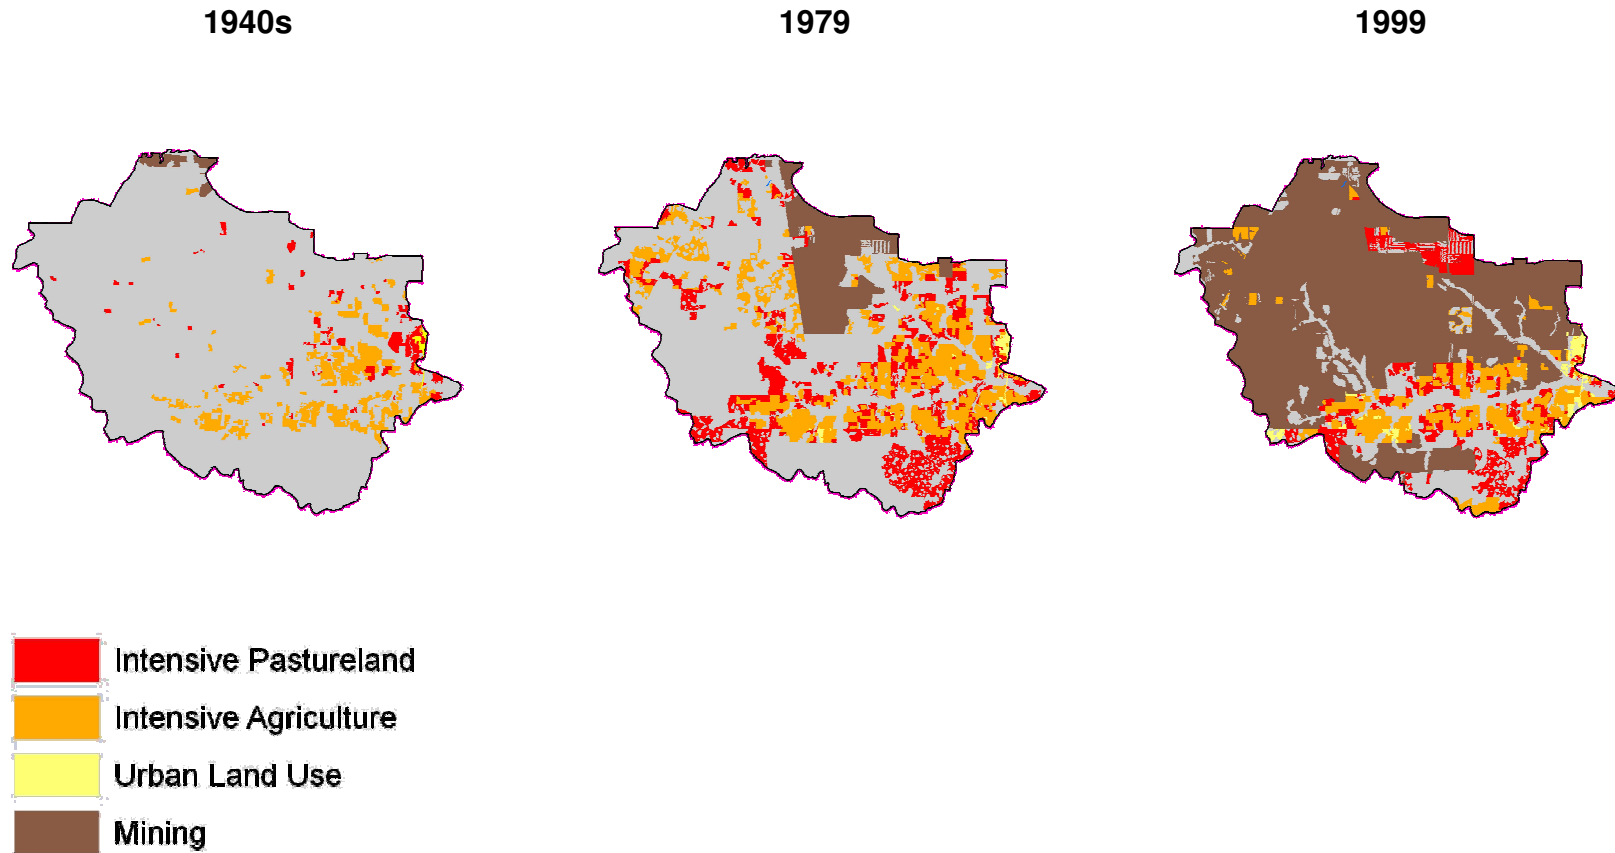 1940s
1979
1999
Intensive Pastureland
Intensive Agriculture
Urban Land Use
Mining